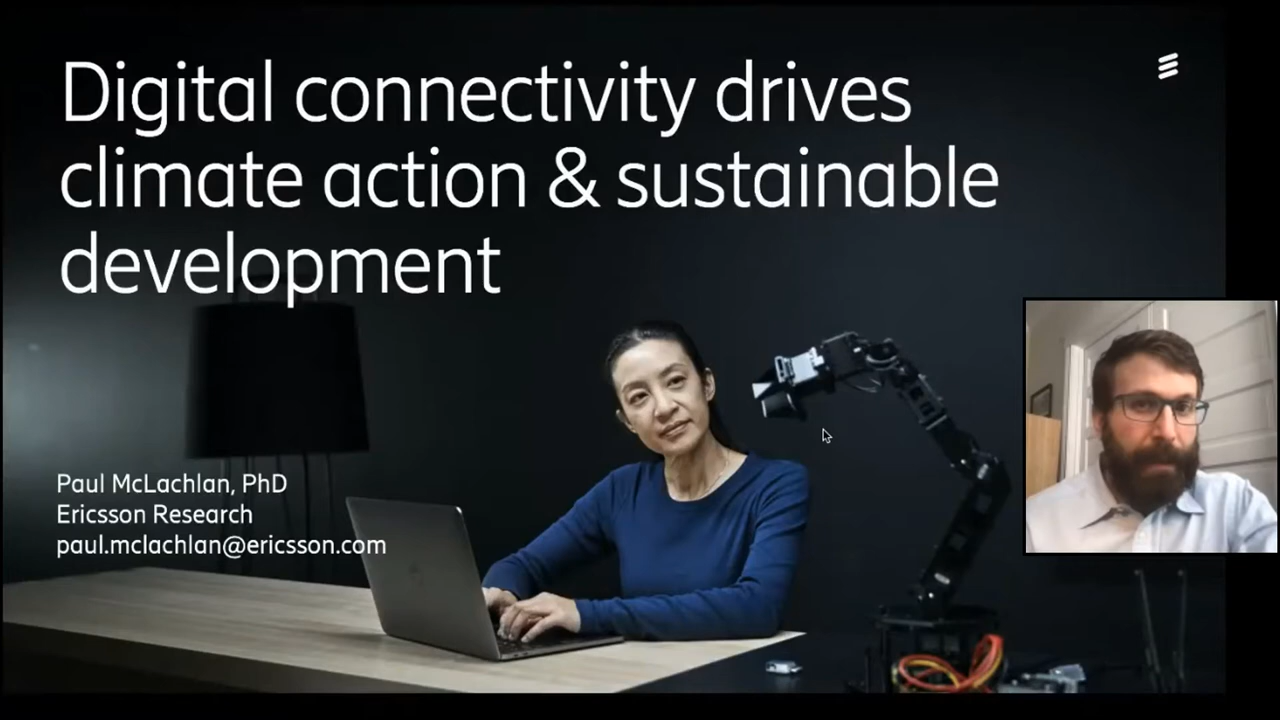 Digital connectivity drives
climate action & sustainable
development
Paul McLachlan, PhD
Ericsson Research
paul.mclachlan@ericsson.com